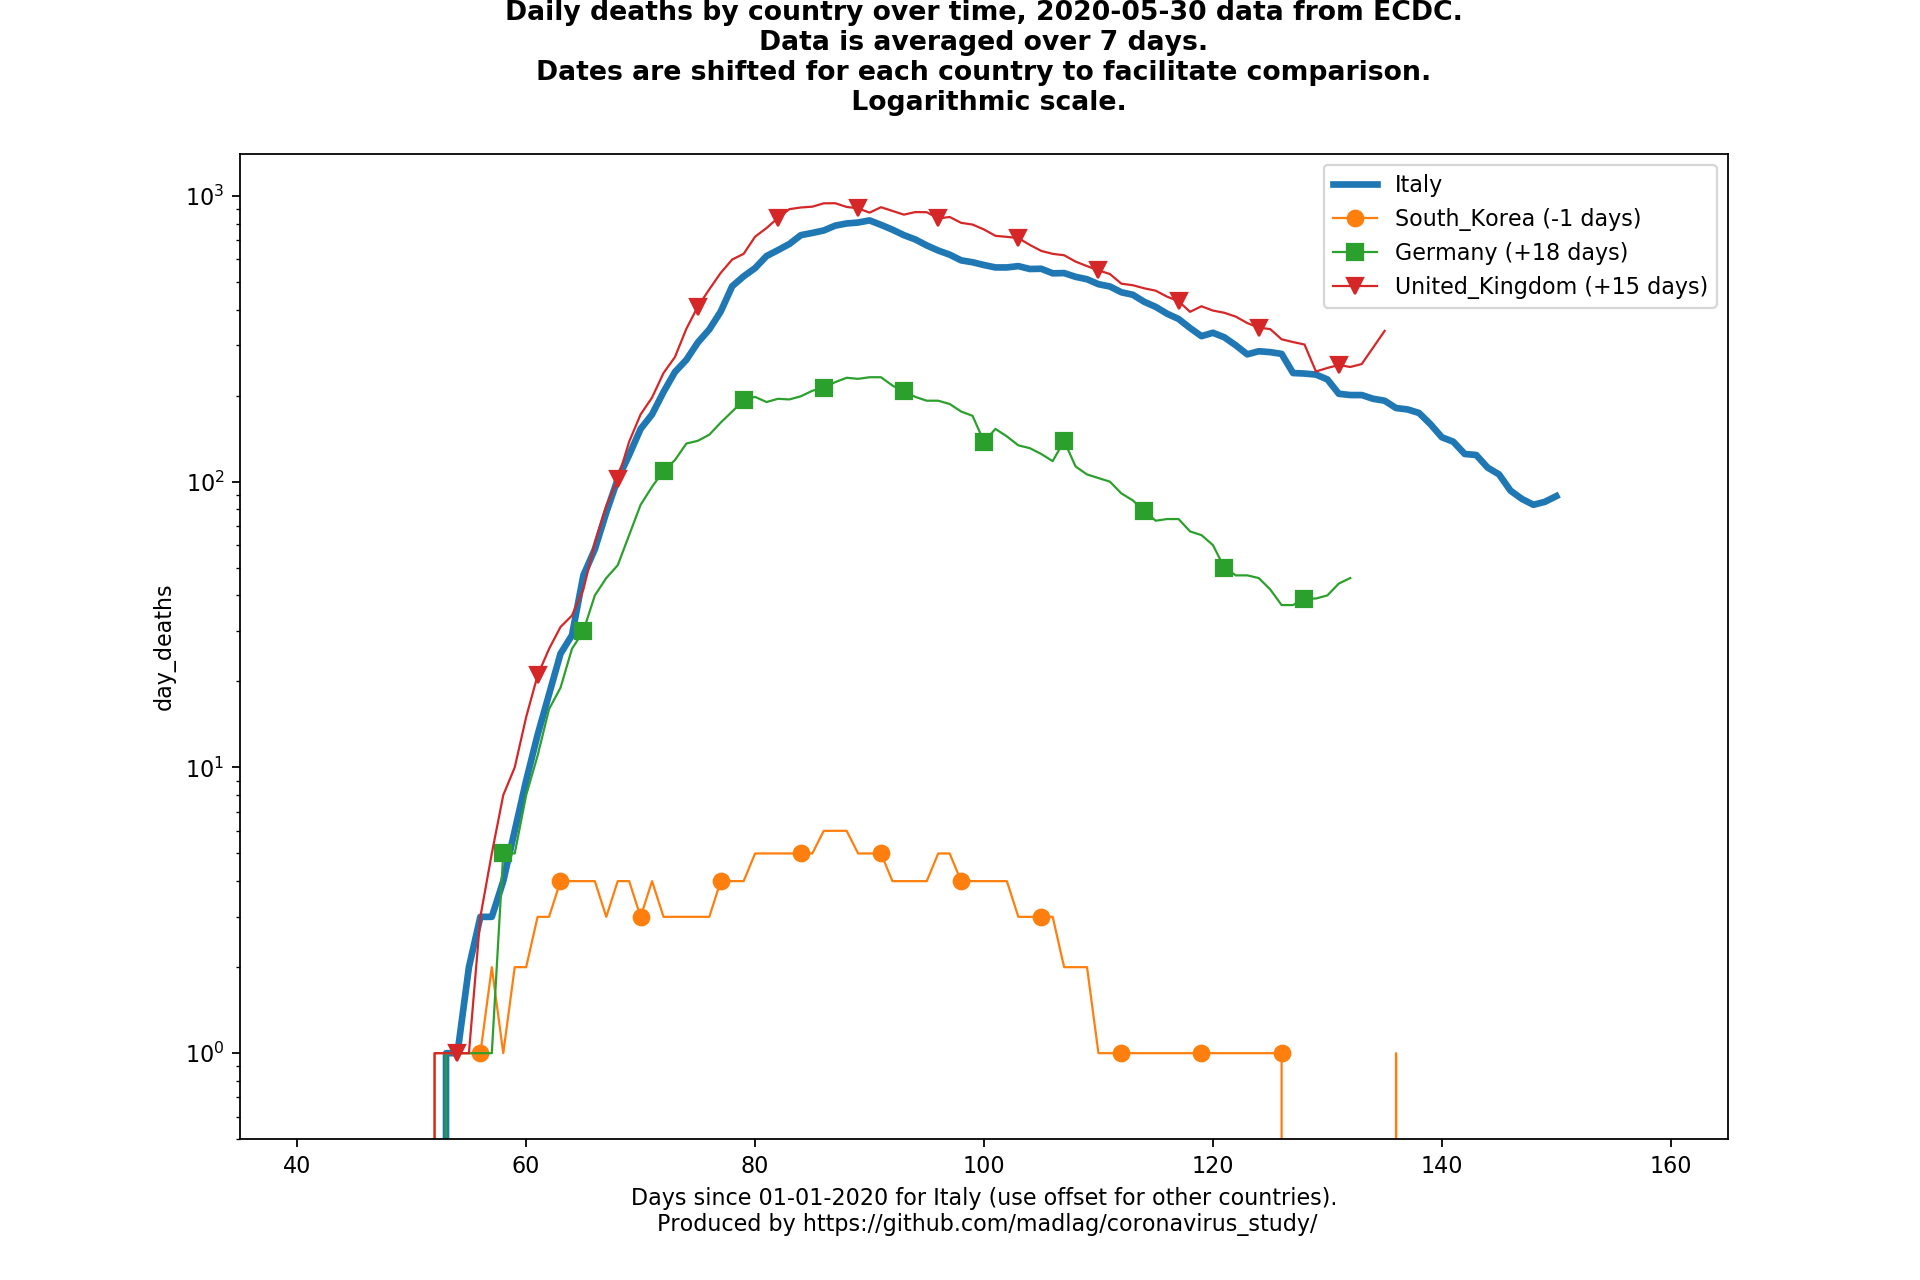 Daily deaths by country over time, 2020-05-30 data from ECDC.
Data is averaged over 7 days.
Dates are shifted for each country to facilitate comparison.
Logarithmic scale.
Italy
South_Korea (-1 days)
Germany (+18 days)
United_Kingdom (+15 days)
10³
10²
10¹
10⁰
day_deaths
40 60 80 100 120 140 160
Days since 01-01-2020 for Italy (use offset for other countries).
Produced by https://github.com/madlag/coronavirus_study/